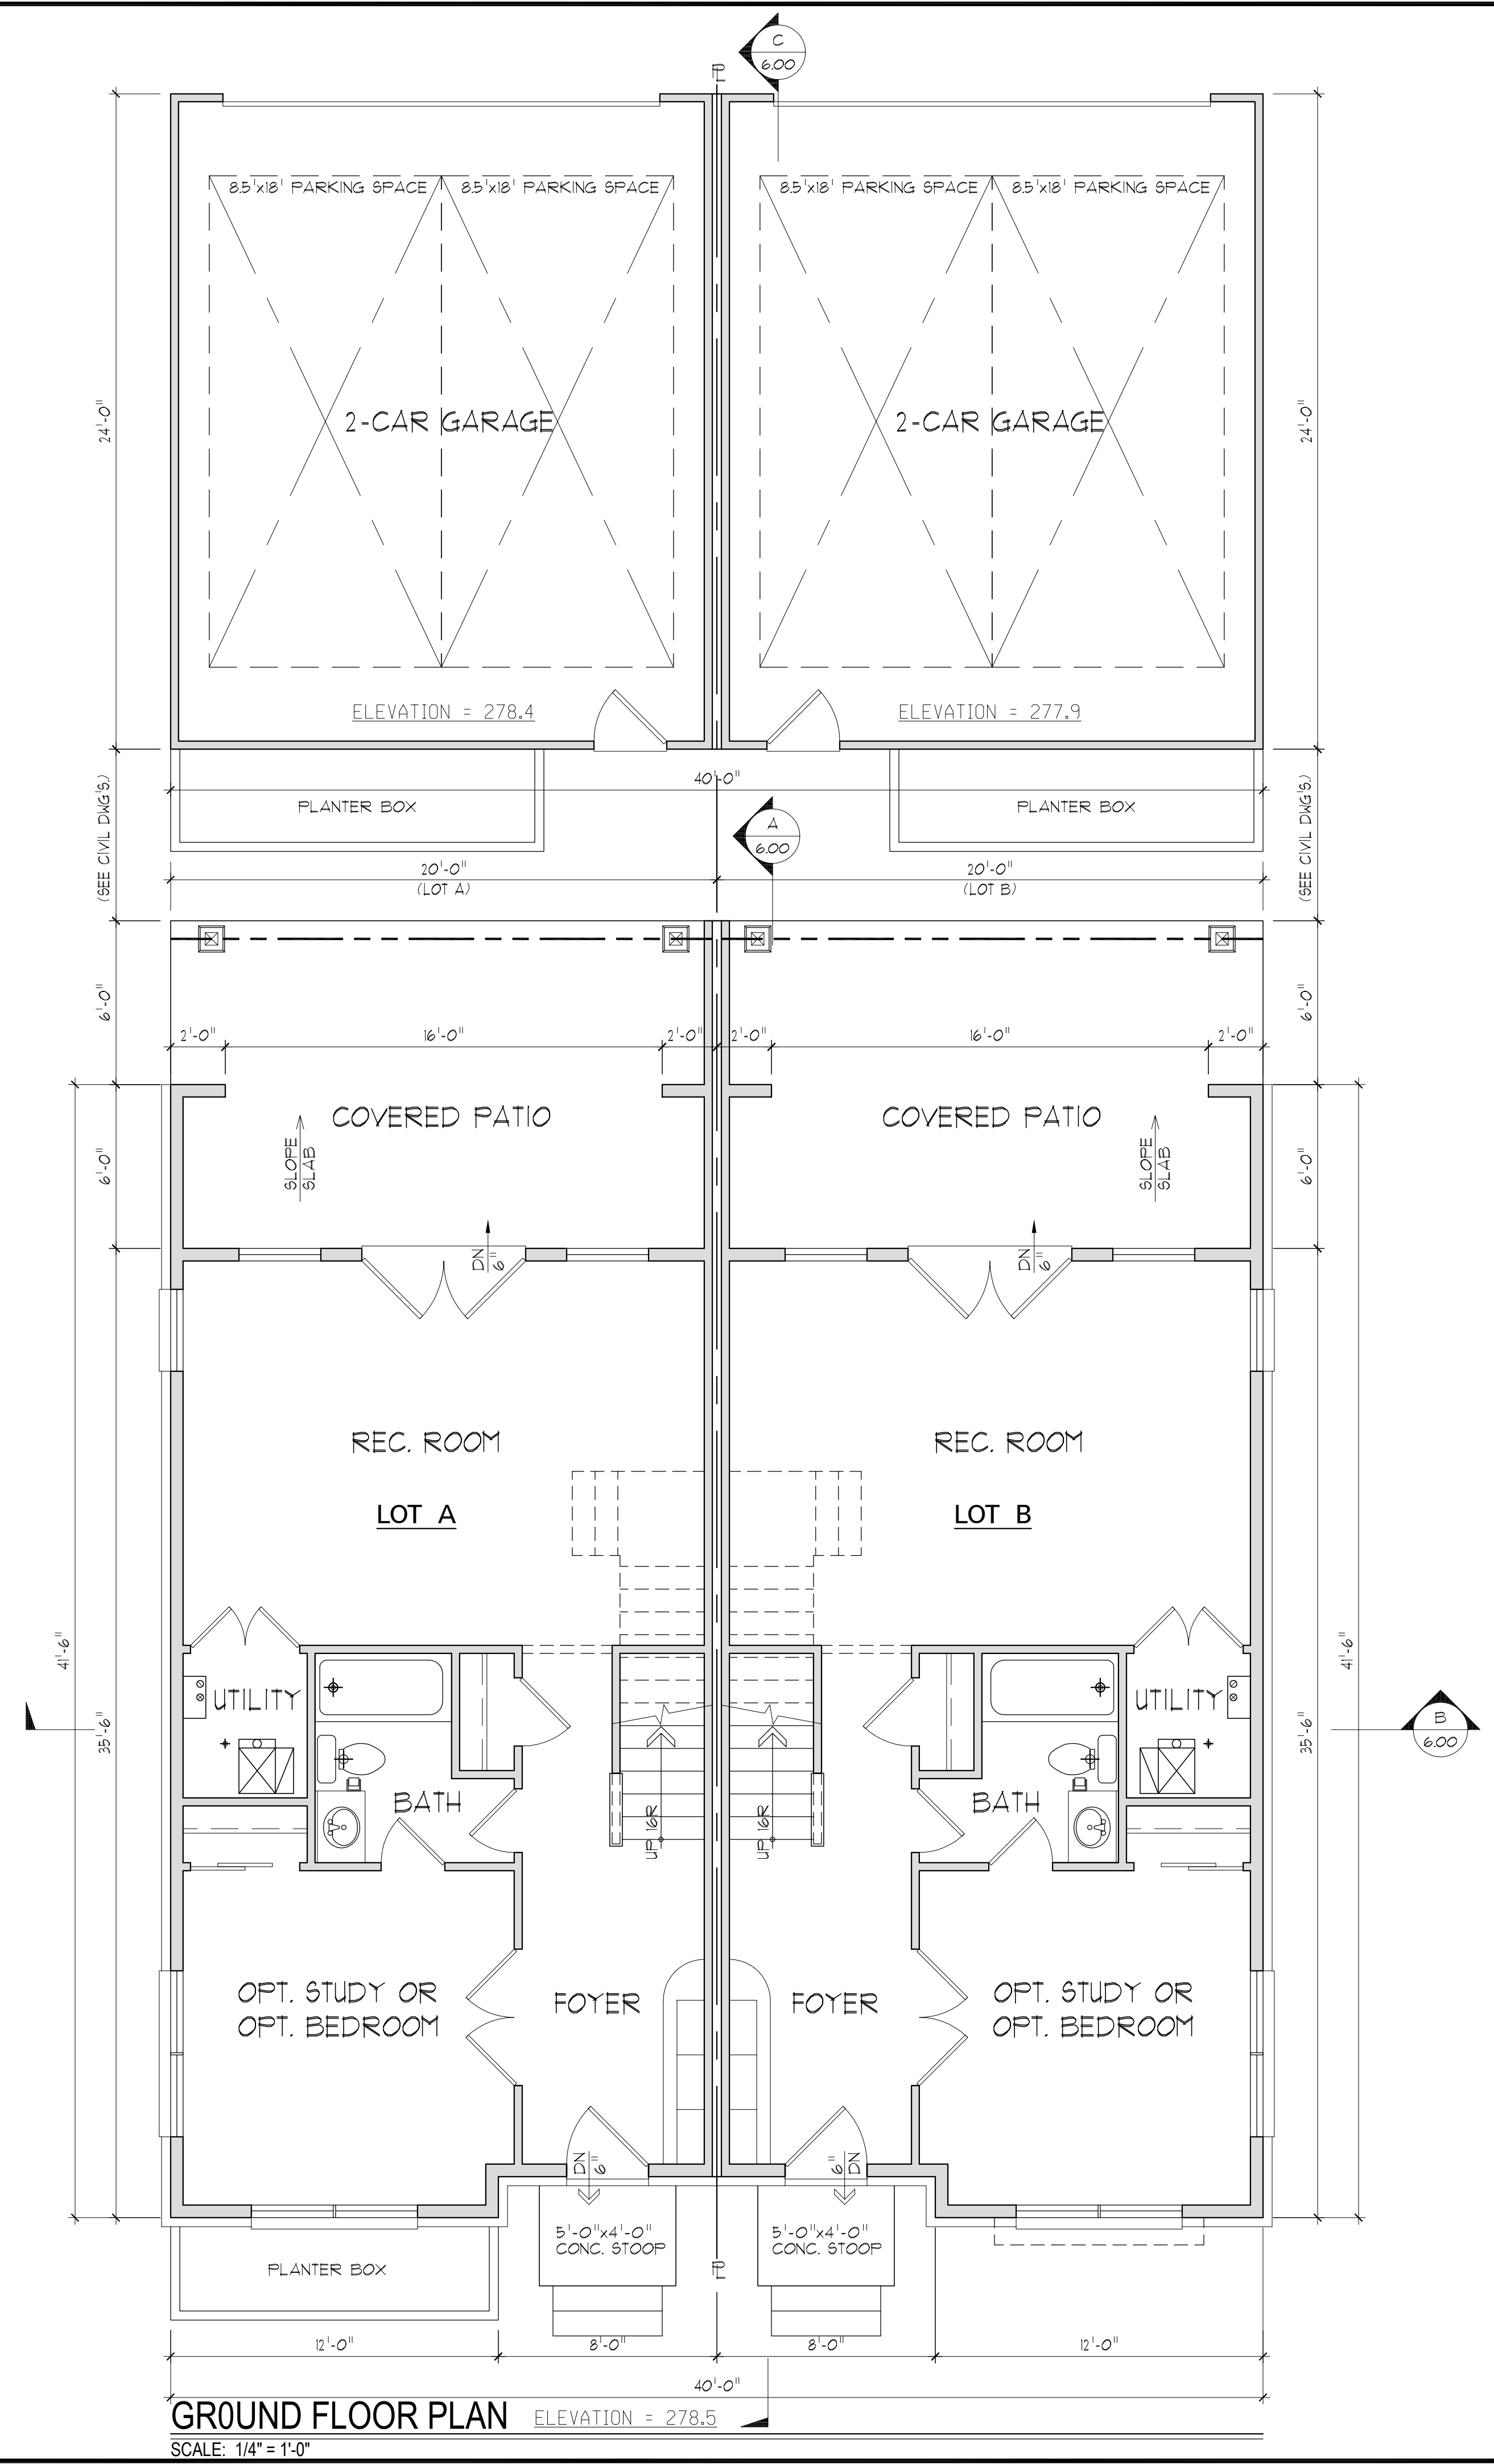 C
6.00
PL
8.5'x18' PARKING SPACE
8.5'x18' PARKING SPACE
8.5'x18' PARKING SPACE
8.5'x18' PARKING SPACE
24'-0"
2-CAR GARAGE
2-CAR GARAGE
24'-0"
ELEVATION = 278.4
ELEVATION = 277.9
(SEE CIVIL DWG'S.)
40'-0"
(SEE CIVIL DWG'S.)
PLANTER BOX
PLANTER BOX
A
6.00
20'-0"
(LOT A)
20'-0"
(LOT B)
6'-0"
6'-0"
2'-0"
16'-0"
2'-0"
2'-0"
16'-0"
2'-0"
COVERED PATIO
COVERED PATIO
6'-0"
SLOPE
SLAB
SLOPE
SLAB
6'-0"
DN
6"
DN
6"
REC. ROOM
REC. ROOM
LOT A
LOT B
41'-6"
41'-6"
35'-6"
UTILITY
UTILITY
35'-6"
B
6.00
BATH
BATH
UP 16R
UP 16R
OPT. STUDY OR
OPT. BEDROOM
FOYER
FOYER
OPT. STUDY OR
OPT. BEDROOM
DN
6"
6"
DN
5'-0"x4'-0"
CONC. STOOP
5'-0"x4'-0"
CONC. STOOP
PLANTER BOX
PL
12'-0"
8'-0"
8'-0"
12'-0"
40'-0"
GROUND FLOOR PLAN
ELEVATION = 278.5
SCALE: 1/4" = 1'-0"